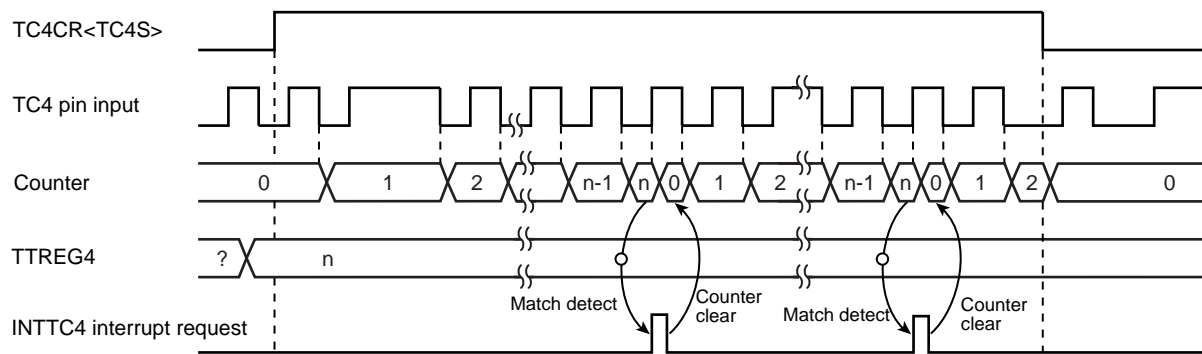 TC4CR<TC4S>
TC4 pin input
Counter
0 1 2 n-1 n 0 1 2 n-1 n 0 1 2 0
TTREG4
? n
Match detect Counter clear Match detect Counter clear
INTTC4 interrupt request